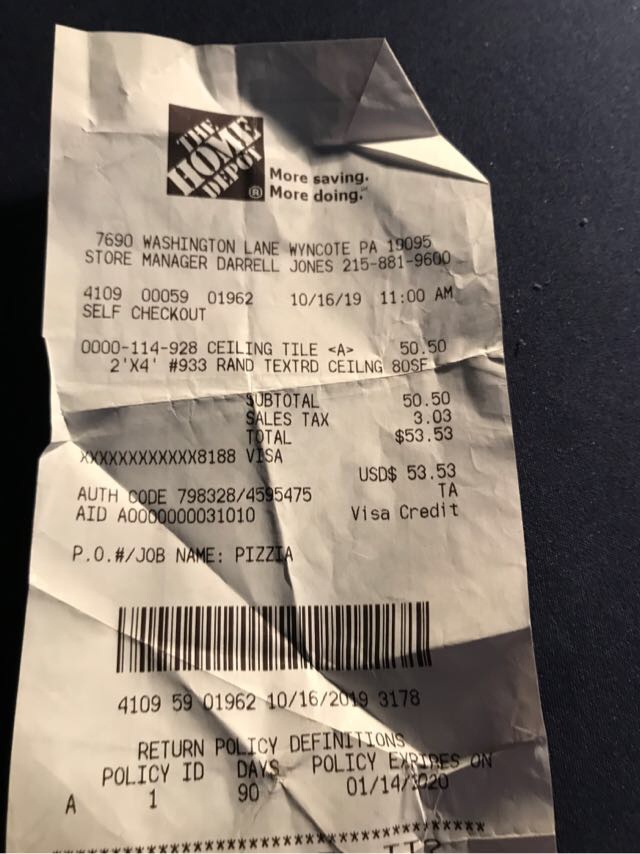 THE
HOME
DEPOT
®
More saving.
More doing.℠
7690 WASHINGTON LANE WYNCOTE PA 19095
STORE MANAGER DARRELL JONES 215-881-9600
4109 00059 01962 10/16/19 11:00 AM
SELF CHECKOUT
0000-114-928 CEILING TILE <A> 50.50
2'X4' #933 RAND TEXTRD CEILNG 80SF
SUBTOTAL 50.50
SALES TAX 3.03
TOTAL $53.53
XXXXXXXXXXXX8188 VISA
USD$ 53.53
AUTH CODE 798328/4595475 TA
AID A0000000031010 Visa Credit
P.O.#/JOB NAME: PIZZIA
4109 59 01962 10/16/2019 3178
RETURN POLICY DEFINITIONS
POLICY ID DAYS POLICY EXPIRES ON
A 1 90 01/14/2020